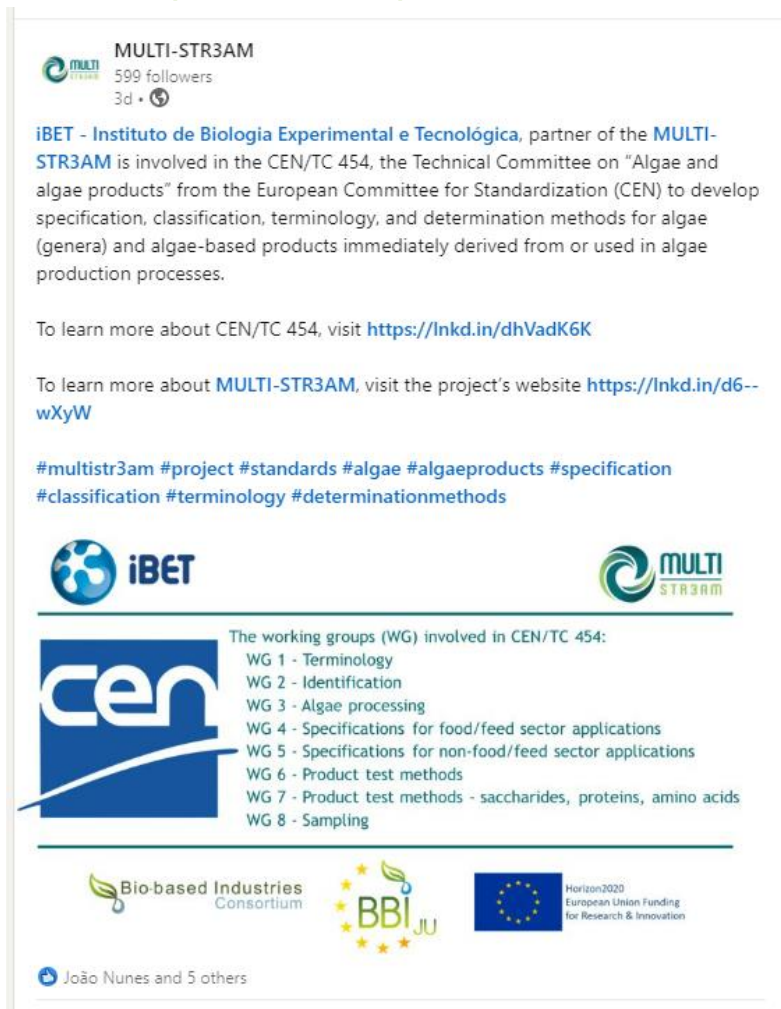 MULTI
STR3AM
MULTI-STR3AM
599 followers
3d •
iBET - Instituto de Biologia Experimental e Tecnológica, partner of the MULTI-
STR3AM is involved in the CEN/TC 454, the Technical Committee on “Algae and
algae products” from the European Committee for Standardization (CEN) to develop
specification, classification, terminology, and determination methods for algae
(genera) and algae-based products immediately derived from or used in algae
production processes.
To learn more about CEN/TC 454, visit https://lnkd.in/dhVadK6K
To learn more about MULTI-STR3AM, visit the project's website https://lnkd.in/d6--
wXyW
#multistr3am #project #standards #algae #algaeproducts #specification
#classification #terminology #determinationmethods
iBET
MULTI
STR3AM
The working groups (WG) involved in CEN/TC 454:
WG 1 - Terminology
WG 2 - Identification
WG 3 - Algae processing
WG 4 - Specifications for food/feed sector applications
WG 5 - Specifications for non-food/feed sector applications
WG 6 - Product test methods
WG 7 - Product test methods - saccharides, proteins, amino acids
WG 8 - Sampling
cen
Bio-based Industries
Consortium
BBI JU
Horizon2020
European Union Funding
for Research & Innovation
João Nunes and 5 others